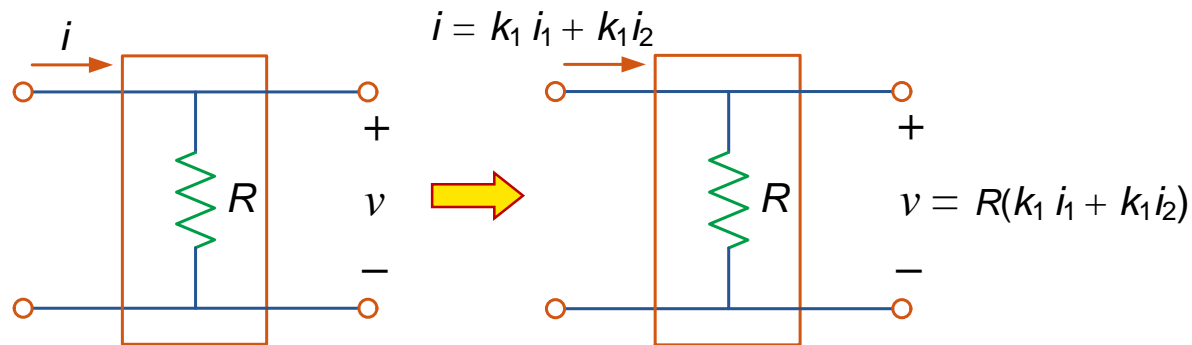 i
i = k₁ i₁ + k₁i₂
+
R
v
−
+
R
v = R(k₁ i₁ + k₁i₂)
−